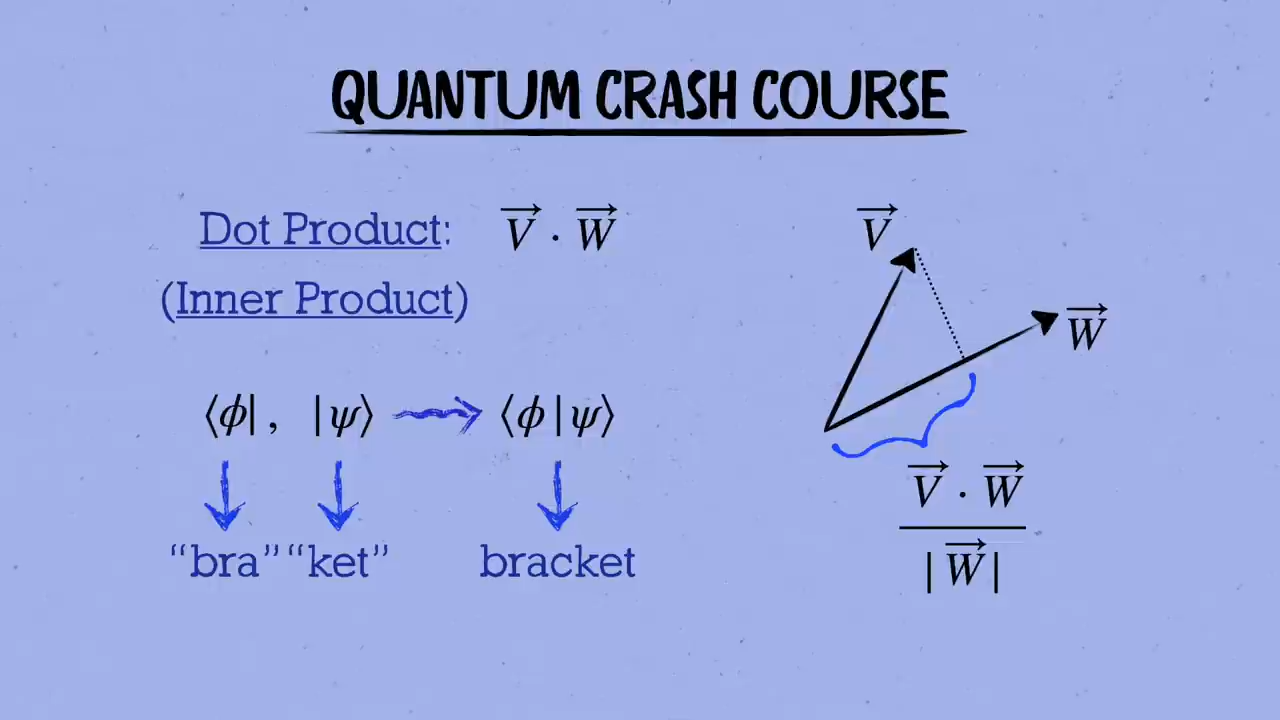 QUANTUM CRASH COURSE
Dot Product: V⃗ · W⃗
(Inner Product)
⟨ϕ| , |ψ⟩ ⟨ϕ|ψ⟩
“bra” “ket” bracket
V⃗
W⃗
V⃗ · W⃗
|W⃗|